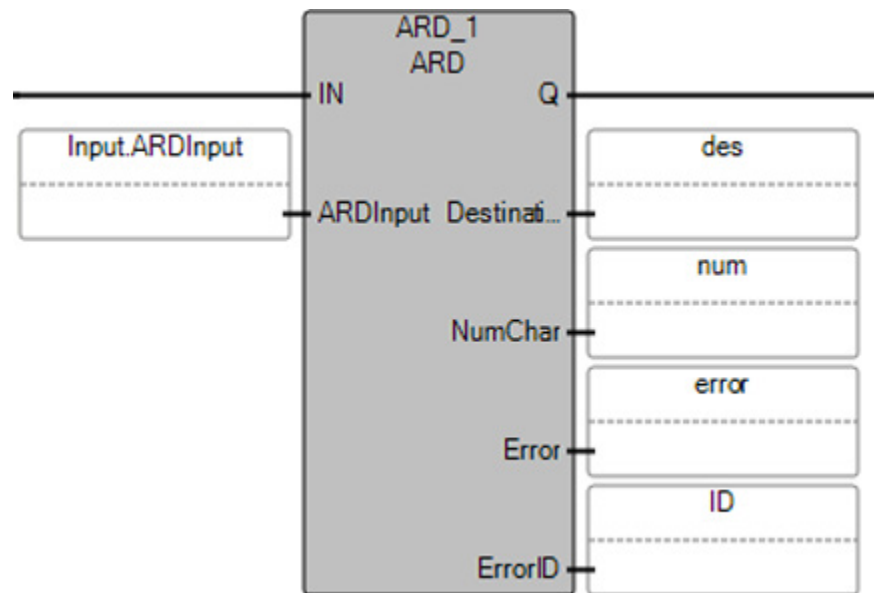 ARD_1
ARD
IN Q
Input.ARDInput
des
ARDInput Destinati...
num
NumChar
error
Error
ID
ErrorID